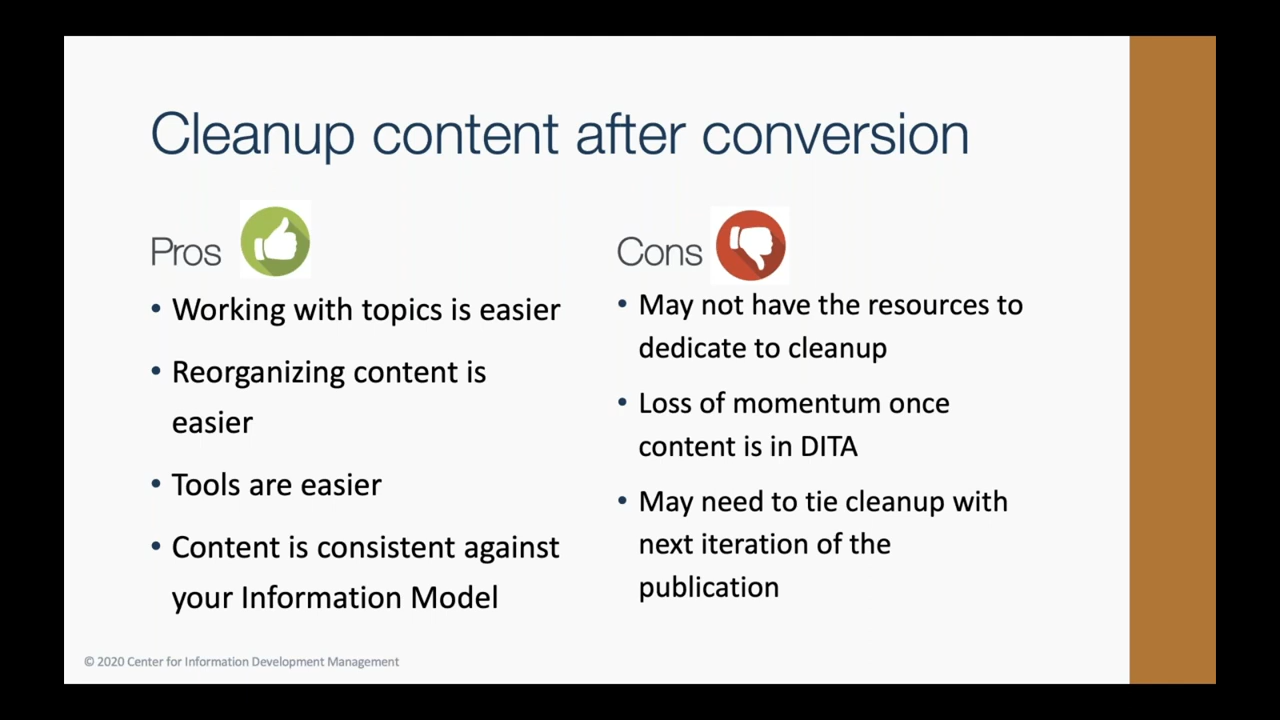 Cleanup content after conversion
Pros
• Working with topics is easier
• Reorganizing content is
easier
• Tools are easier
• Content is consistent against
your Information Model
Cons
• May not have the resources to
dedicate to cleanup
• Loss of momentum once
content is in DITA
• May need to tie cleanup with
next iteration of the
publication
© 2020 Center for Information Development Management